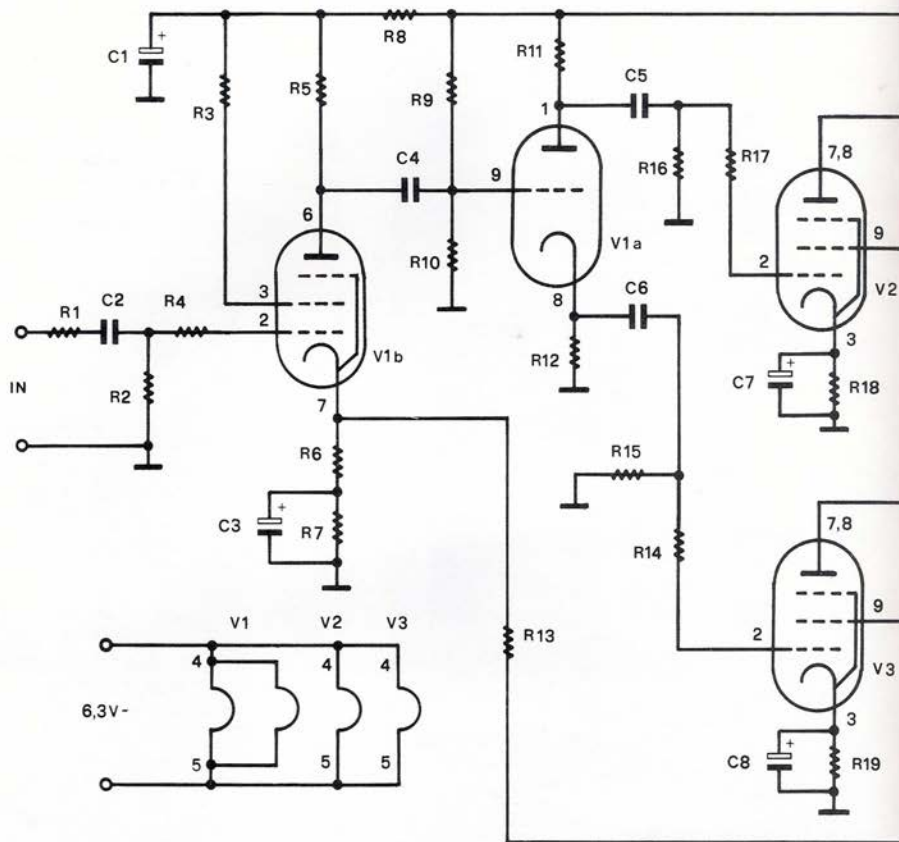 R8
C1
+
R3
R5
R9
R11
C5
1
7,8
C4
9
R16
R17
6
V1a
R10
2
9
V2
3
2
8
C6
R1
C2
R4
V1b
R12
3
IN
R2
7
C7
+
R18
R6
R15
C3
+
R7
7,8
R14
9
V1
V2
V3
R13
2
V3
4
4
4
6,3V~
3
C8
+
R19
5
5
5